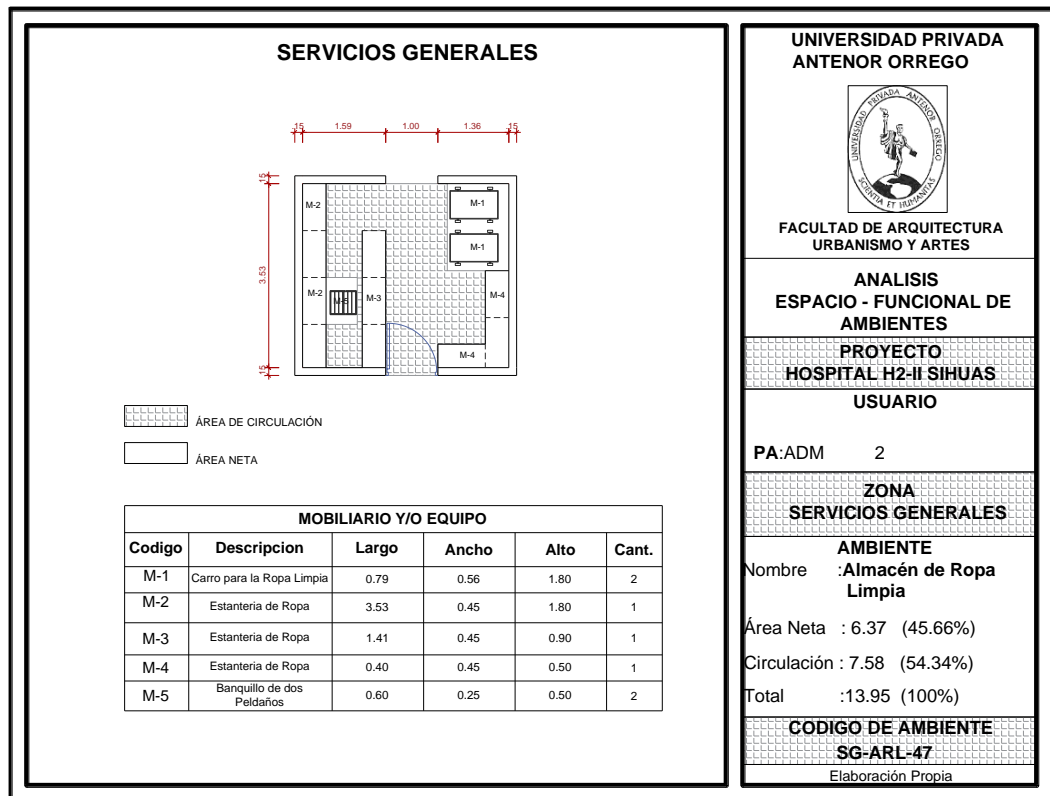 SERVICIOS GENERALES
.15 1.59 1.00 1.36 .15
.15
3.53
.15
M-2
M-1
M-1
M-2
M-5
M-3
M-4
M-4
ÁREA DE CIRCULACIÓN
ÁREA NETA
MOBILIARIO Y/O EQUIPO
Codigo Descripcion Largo Ancho Alto Cant.
M-1 Carro para la Ropa Limpia 0.79 0.56 1.80 2
M-2 Estanteria de Ropa 3.53 0.45 1.80 1
M-3 Estanteria de Ropa 1.41 0.45 0.90 1
M-4 Estanteria de Ropa 0.40 0.45 0.50 1
M-5 Banquillo de dos Peldaños 0.60 0.25 0.50 2
UNIVERSIDAD PRIVADA
ANTENOR ORREGO
UNIVERSIDAD PRIVADA ANTENOR ORREGO
SCIENTIA ET HUMANITAS
FACULTAD DE ARQUITECTURA
URBANISMO Y ARTES
ANALISIS
ESPACIO - FUNCIONAL DE
AMBIENTES
PROYECTO
HOSPITAL H2-II SIHUAS
USUARIO
PA:ADM 2
ZONA
SERVICIOS GENERALES
AMBIENTE
Nombre :Almacén de Ropa
Limpia
Área Neta : 6.37 (45.66%)
Circulación : 7.58 (54.34%)
Total :13.95 (100%)
CODIGO DE AMBIENTE
SG-ARL-47
Elaboración Propia